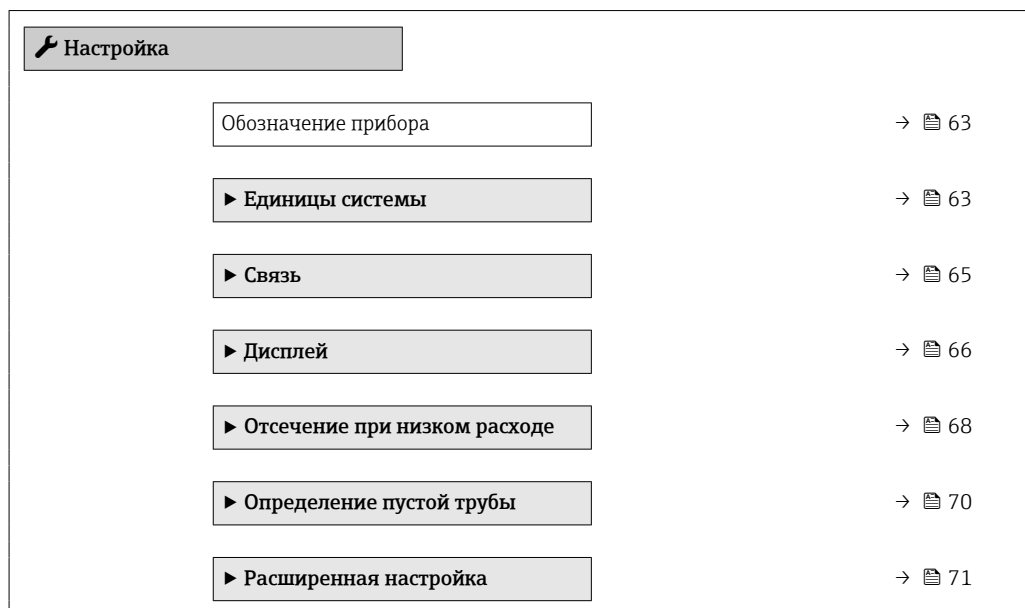 Настройка
Обозначение прибора → 63
▶ Единицы системы → 63
▶ Связь → 65
▶ Дисплей → 66
▶ Отсечение при низком расходе → 68
▶ Определение пустой трубы → 70
▶ Расширенная настройка → 71